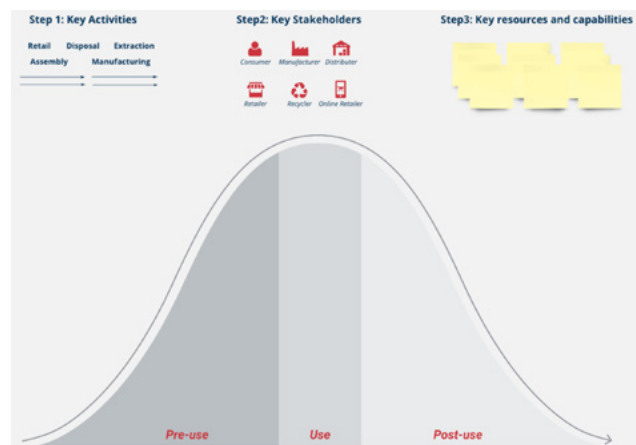 Step 1: Key Activities
Retail Disposal Extraction
Assembly Manufacturing
Step2: Key Stakeholders
Consumer Manufacturer Distributer
Retailer Recycler Online Retailer
Step3: Key resources and capabilities
Pre-use Use Post-use